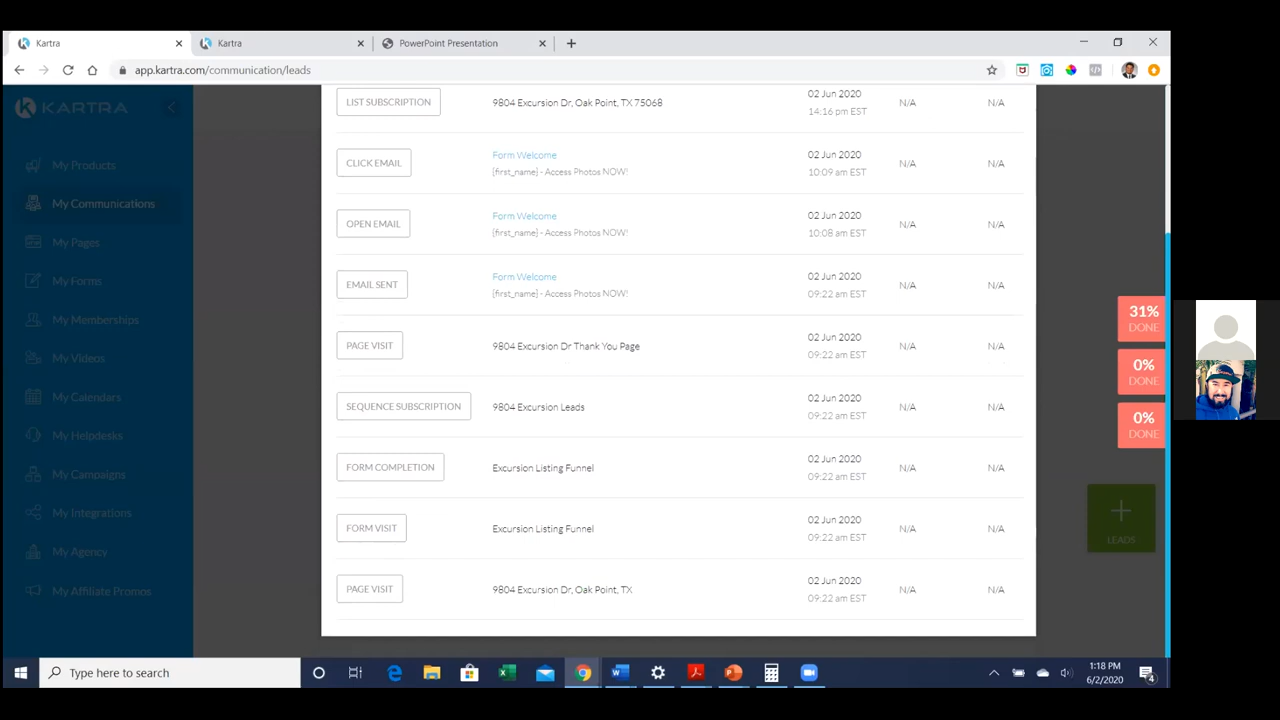 Kartra
Kartra
PowerPoint Presentation
app.kartra.com/communication/leads
KARTRA
My Products
My Communications
My Pages
My Forms
My Memberships
My Videos
My Calendars
My Helpdesks
My Campaigns
My Integrations
My Agency
My Affiliate Promos
LIST SUBSCRIPTION
9804 Excursion Dr, Oak Point, TX 75068
02 Jun 2020
14:16 pm EST
N/A
N/A
CLICK EMAIL
Form Welcome
{first_name} - Access Photos NOW!
02 Jun 2020
10:09 am EST
N/A
N/A
OPEN EMAIL
Form Welcome
{first_name} - Access Photos NOW!
02 Jun 2020
10:08 am EST
N/A
N/A
EMAIL SENT
Form Welcome
{first_name} - Access Photos NOW!
02 Jun 2020
09:22 am EST
N/A
N/A
PAGE VISIT
9804 Excursion Dr Thank You Page
02 Jun 2020
09:22 am EST
N/A
N/A
SEQUENCE SUBSCRIPTION
9804 Excursion Leads
02 Jun 2020
09:22 am EST
N/A
N/A
FORM COMPLETION
Excursion Listing Funnel
02 Jun 2020
09:22 am EST
N/A
N/A
FORM VISIT
Excursion Listing Funnel
02 Jun 2020
09:22 am EST
N/A
N/A
PAGE VISIT
9804 Excursion Dr, Oak Point, TX
02 Jun 2020
09:22 am EST
N/A
N/A
31%
DONE
0%
DONE
0%
DONE
LEADS
Type here to search
1:18 PM
6/2/2020
4